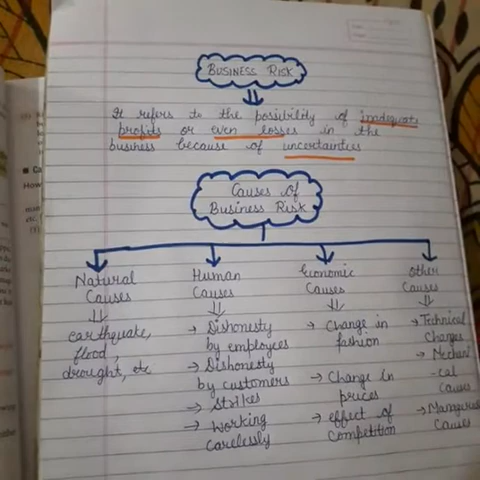 BUSINESS RISK
It refers to the posibility of inadequate
profits or even losses in the
business because of uncertainties
Causes of
Business Risk
Natural
Causes
earthquake,
flood,
drought, etc
Human
Causes
→ Dishonesty
by employees
→ Dishonesty
by customers
→ Strikes
→ Working
carelessly
Economic
Causes
→ Change in
fashion
→ Change in
prices
→ effect of
competition
Other
Causes
→ Technical
Changes
→ Mechani
-cal
causes
→
causes